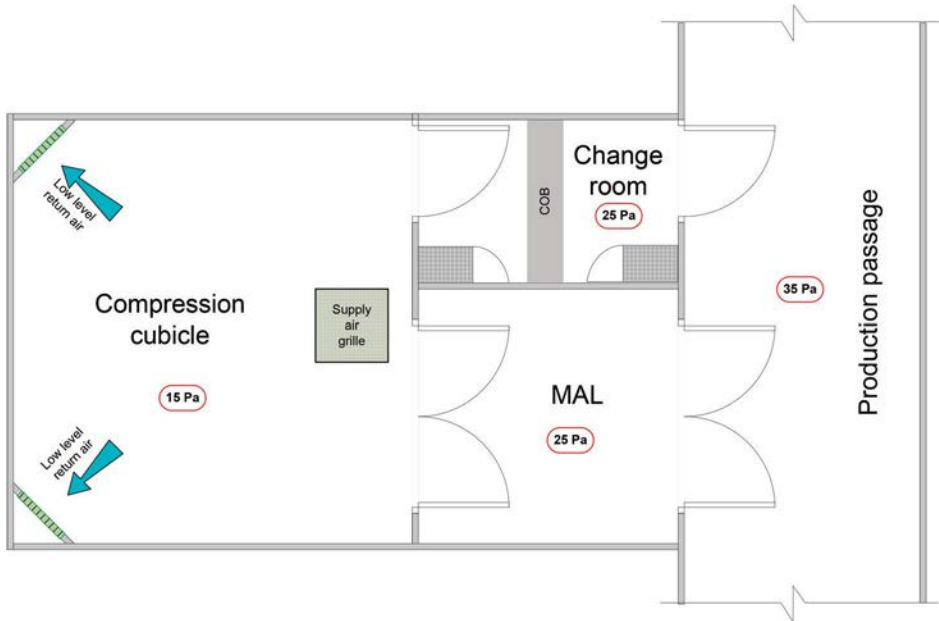 Low level
return air
Compression
cubicle
15 Pa
Low level
return air
Supply
air
grille
COB
Change
room
25 Pa
MAL
25 Pa
35 Pa
Production passage